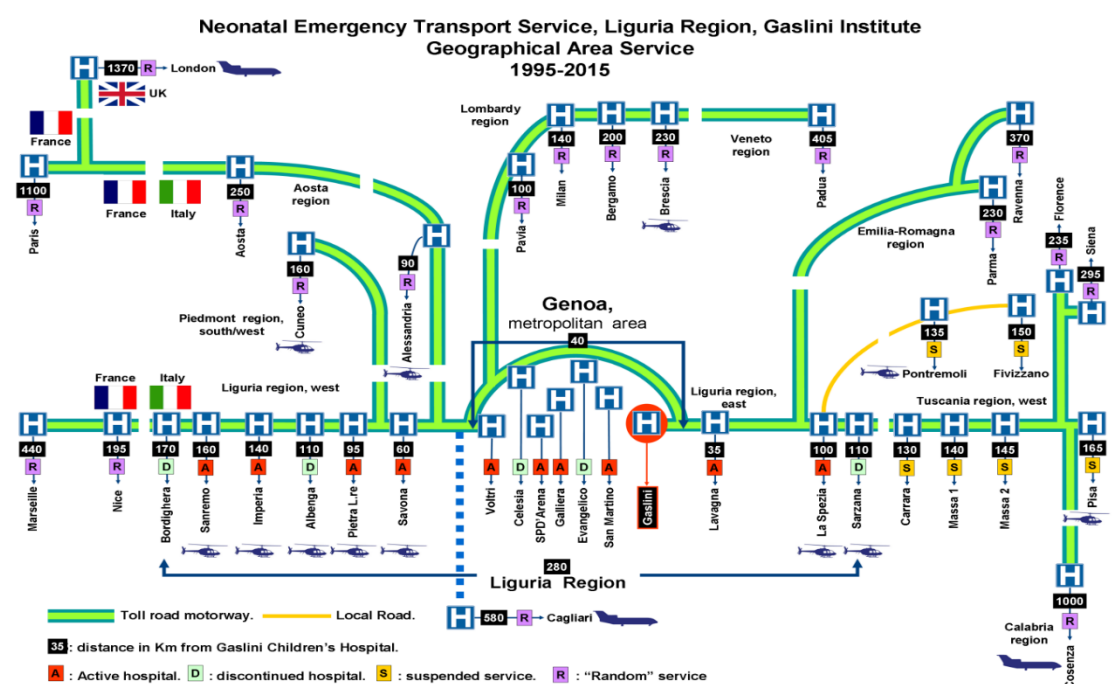 Neonatal Emergency Transport Service, Liguria Region, Gaslini Institute
Geographical Area Service
1995-2015
H 1370 R London
UK
France
H 1100 R Paris
France Italy
H 250 R Aosta
Aosta
region
H 160 R Cuneo
Piedmont region,
south/west
H 90 R Alessandria
Lombardy
region
H 100 R Pavia
H 140 R Milan
H 200 R Bergamo
H 230 R Brescia
Veneto
region
H 405 R Padua
Emilia-Romagna
region
H 370 R Ravenna
H 230 R Parma
H 235 R Florence
H 295 R Siena
H 135 S Pontremoli
H 150 S Fivizzano
Genoa,
metropolitan area
40
France Italy
Liguria region, west
Liguria region,
east
Tuscania region, west
H 440 R Marseille
H 195 R Nice
H 170 D Bordighera
H 160 A Sanremo
H 140 A Imperia
H 110 D Albenga
H 95 A Pietra L.re
H 60 A Savona
H A Voltri
H D Celesia
H A SPD'Arena
H A Galliera
H D Evangelico
H A San Martino
H Gaslini
H 35 A Lavagna
H 100 A La Spezia
H 110 D Sarzana
H 130 S Carrara
H 140 S Massa 1
H 145 S Massa 2
H 165 S Pisa
280
Liguria Region
H 580 R Cagliari
H 1000 R Cosenza
Calabria
region
Toll road motorway. Local Road.
35 : distance in Km from Gaslini Children's Hospital.
A : Active hospital. D : discontinued hospital. S : suspended service. R : "Random" service